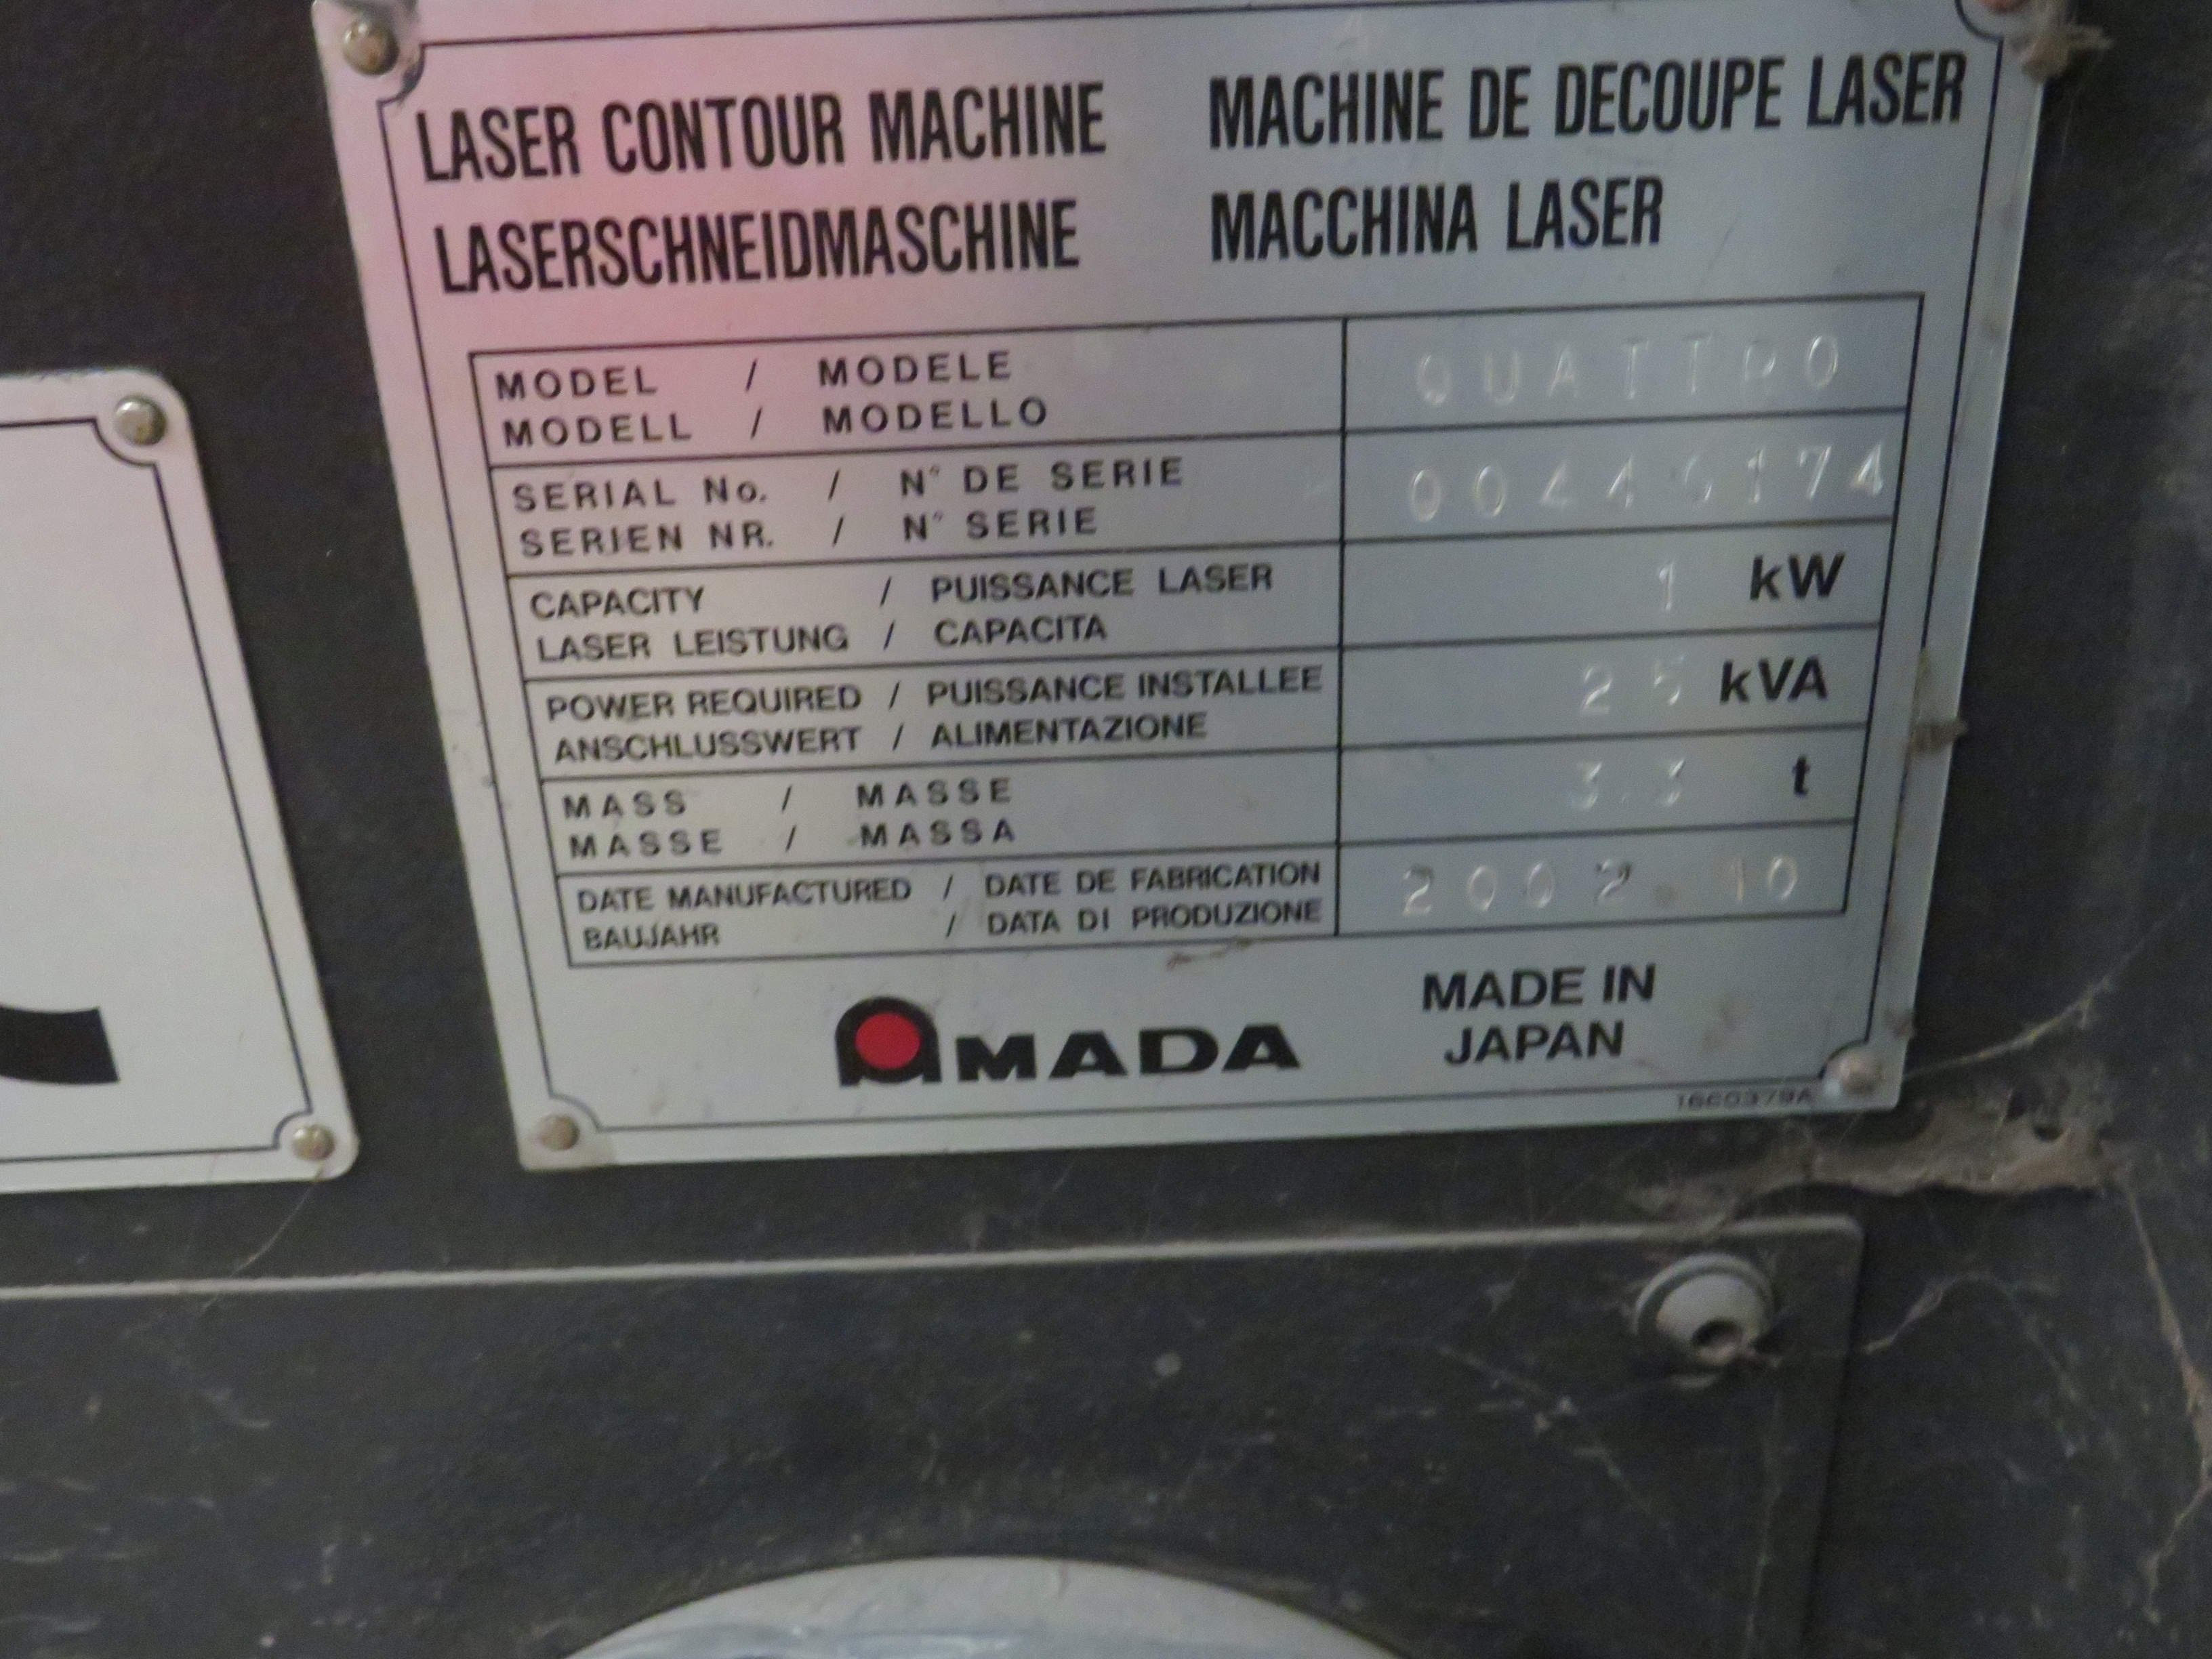 LASER CONTOUR MACHINE MACHINE DE DECOUPE LASER
LASERSCHNEIDMASCHINE MACCHINA LASER
MODEL / MODELE QUATTRO
MODELL / MODELLO
SERIAL No. / N° DE SERIE
SERIEN NR. / N° SERIE
CAPACITY / PUISSANCE LASER 1 kW
LASER LEISTUNG / CAPACITA
POWER REQUIRED / PUISSANCE INSTALLEE 25 kVA
ANSCHLUSSWERT / ALIMENTAZIONE
MASS / MASSE 3.3 t
MASSE / MASSA
DATE MANUFACTURED / DATE DE FABRICATION 2002.10
BAUJAHR / DATA DI PRODUZIONE
AMADA MADE IN
JAPAN